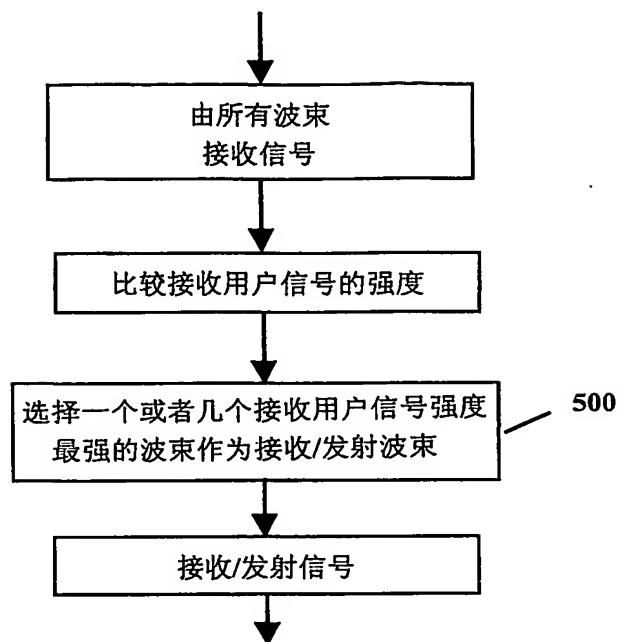 由所有波束
接收信号
比较接收用户信号的强度
选择一个或者几个接收用户信号强度
最强的波束作为接收/发射波束
500
接收/发射信号